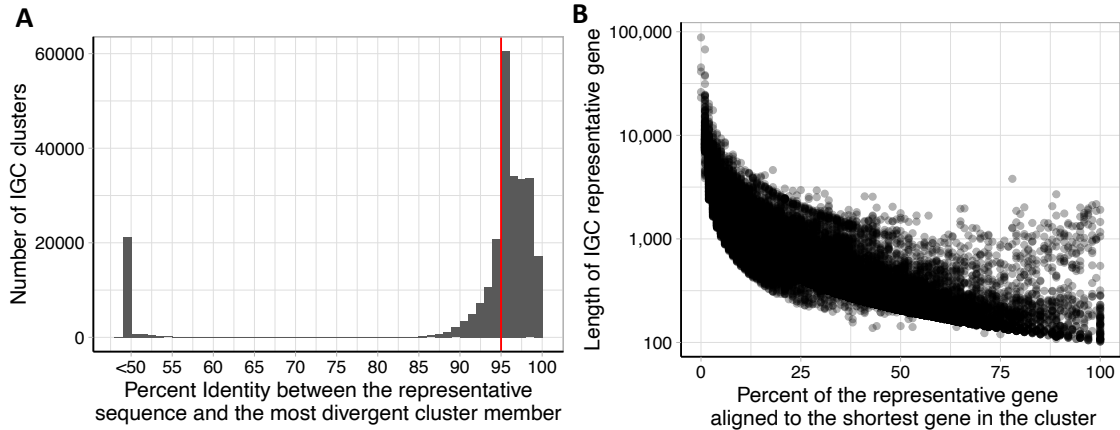 A
Number of IGC clusters
60000
40000
20000
0
<50 55 60 65 70 75 80 85 90 95 100
Percent Identity between the representative
sequence and the most divergent cluster member
B
Length of IGC representative gene
100,000
10,000
1,000
100
0 25 50 75 100
Percent of the representative gene
aligned to the shortest gene in the cluster